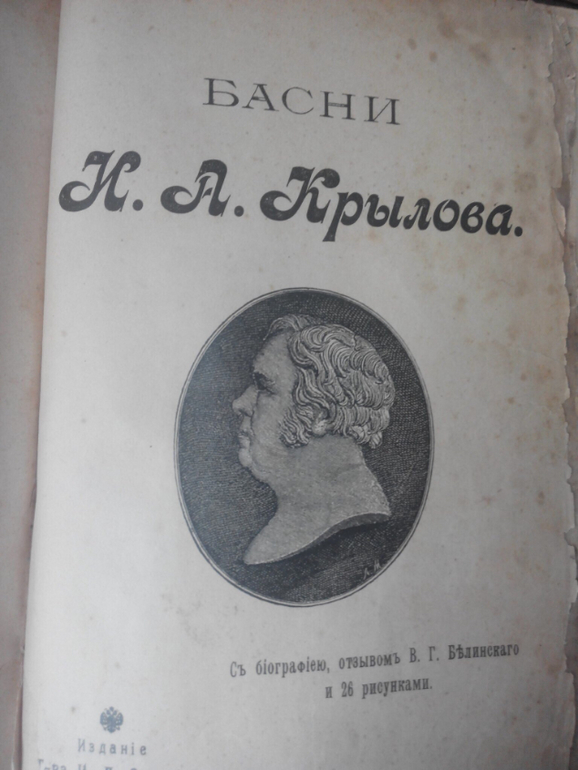 БАСНИ
И. А. Крылова.
Съ біографіею, отзывомъ В. Г. Бѣлинскаго
и 26 рисунками.
Изданіе